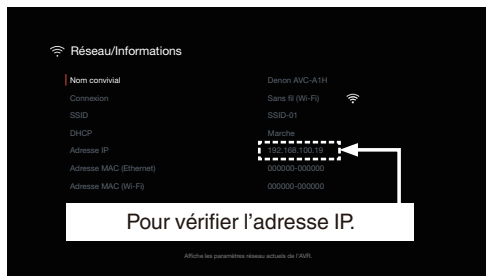 Réseau/Informations
Nom convivial Denon AVC-A1H
Connexion Sans fil (Wi-Fi)
SSID SSID-01
DHCP Marche
Adresse IP 192.168.100.19
Adresse MAC (Ethernet) 000000-000000
Adresse MAC (Wi-Fi) 000000-000000
Pour vérifier l’adresse IP.
Affiche les paramètres réseau actuels de l'AVR.